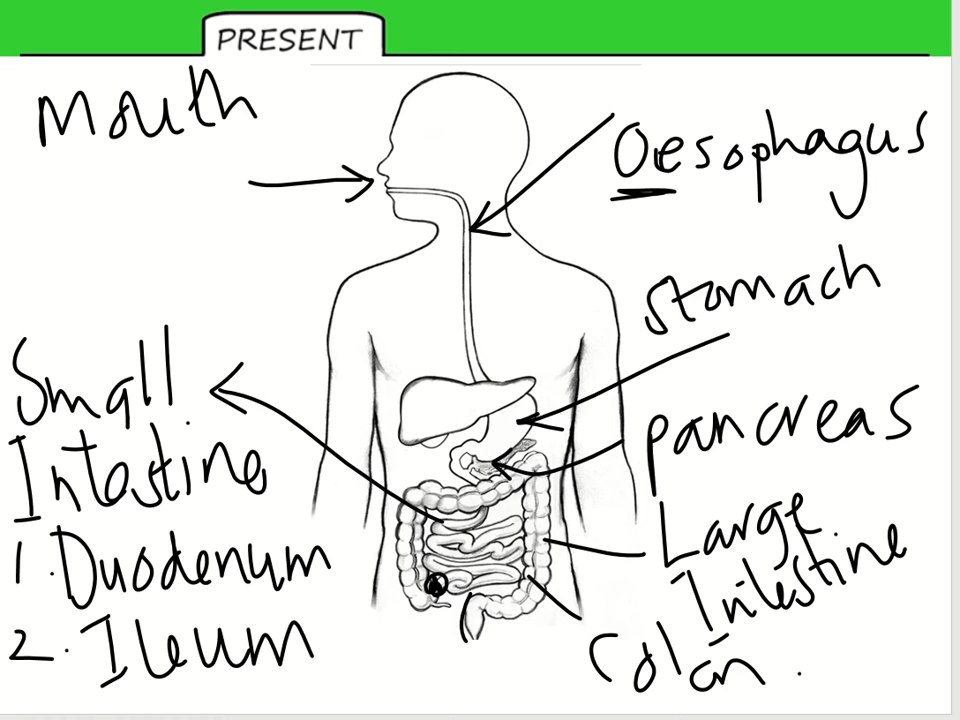 PRESENT
Mouth
Oesophagus
Stomach
Small
Intestine
1. Duodenum
2. Ileum
pancreas
Large
Intestine
Colon.